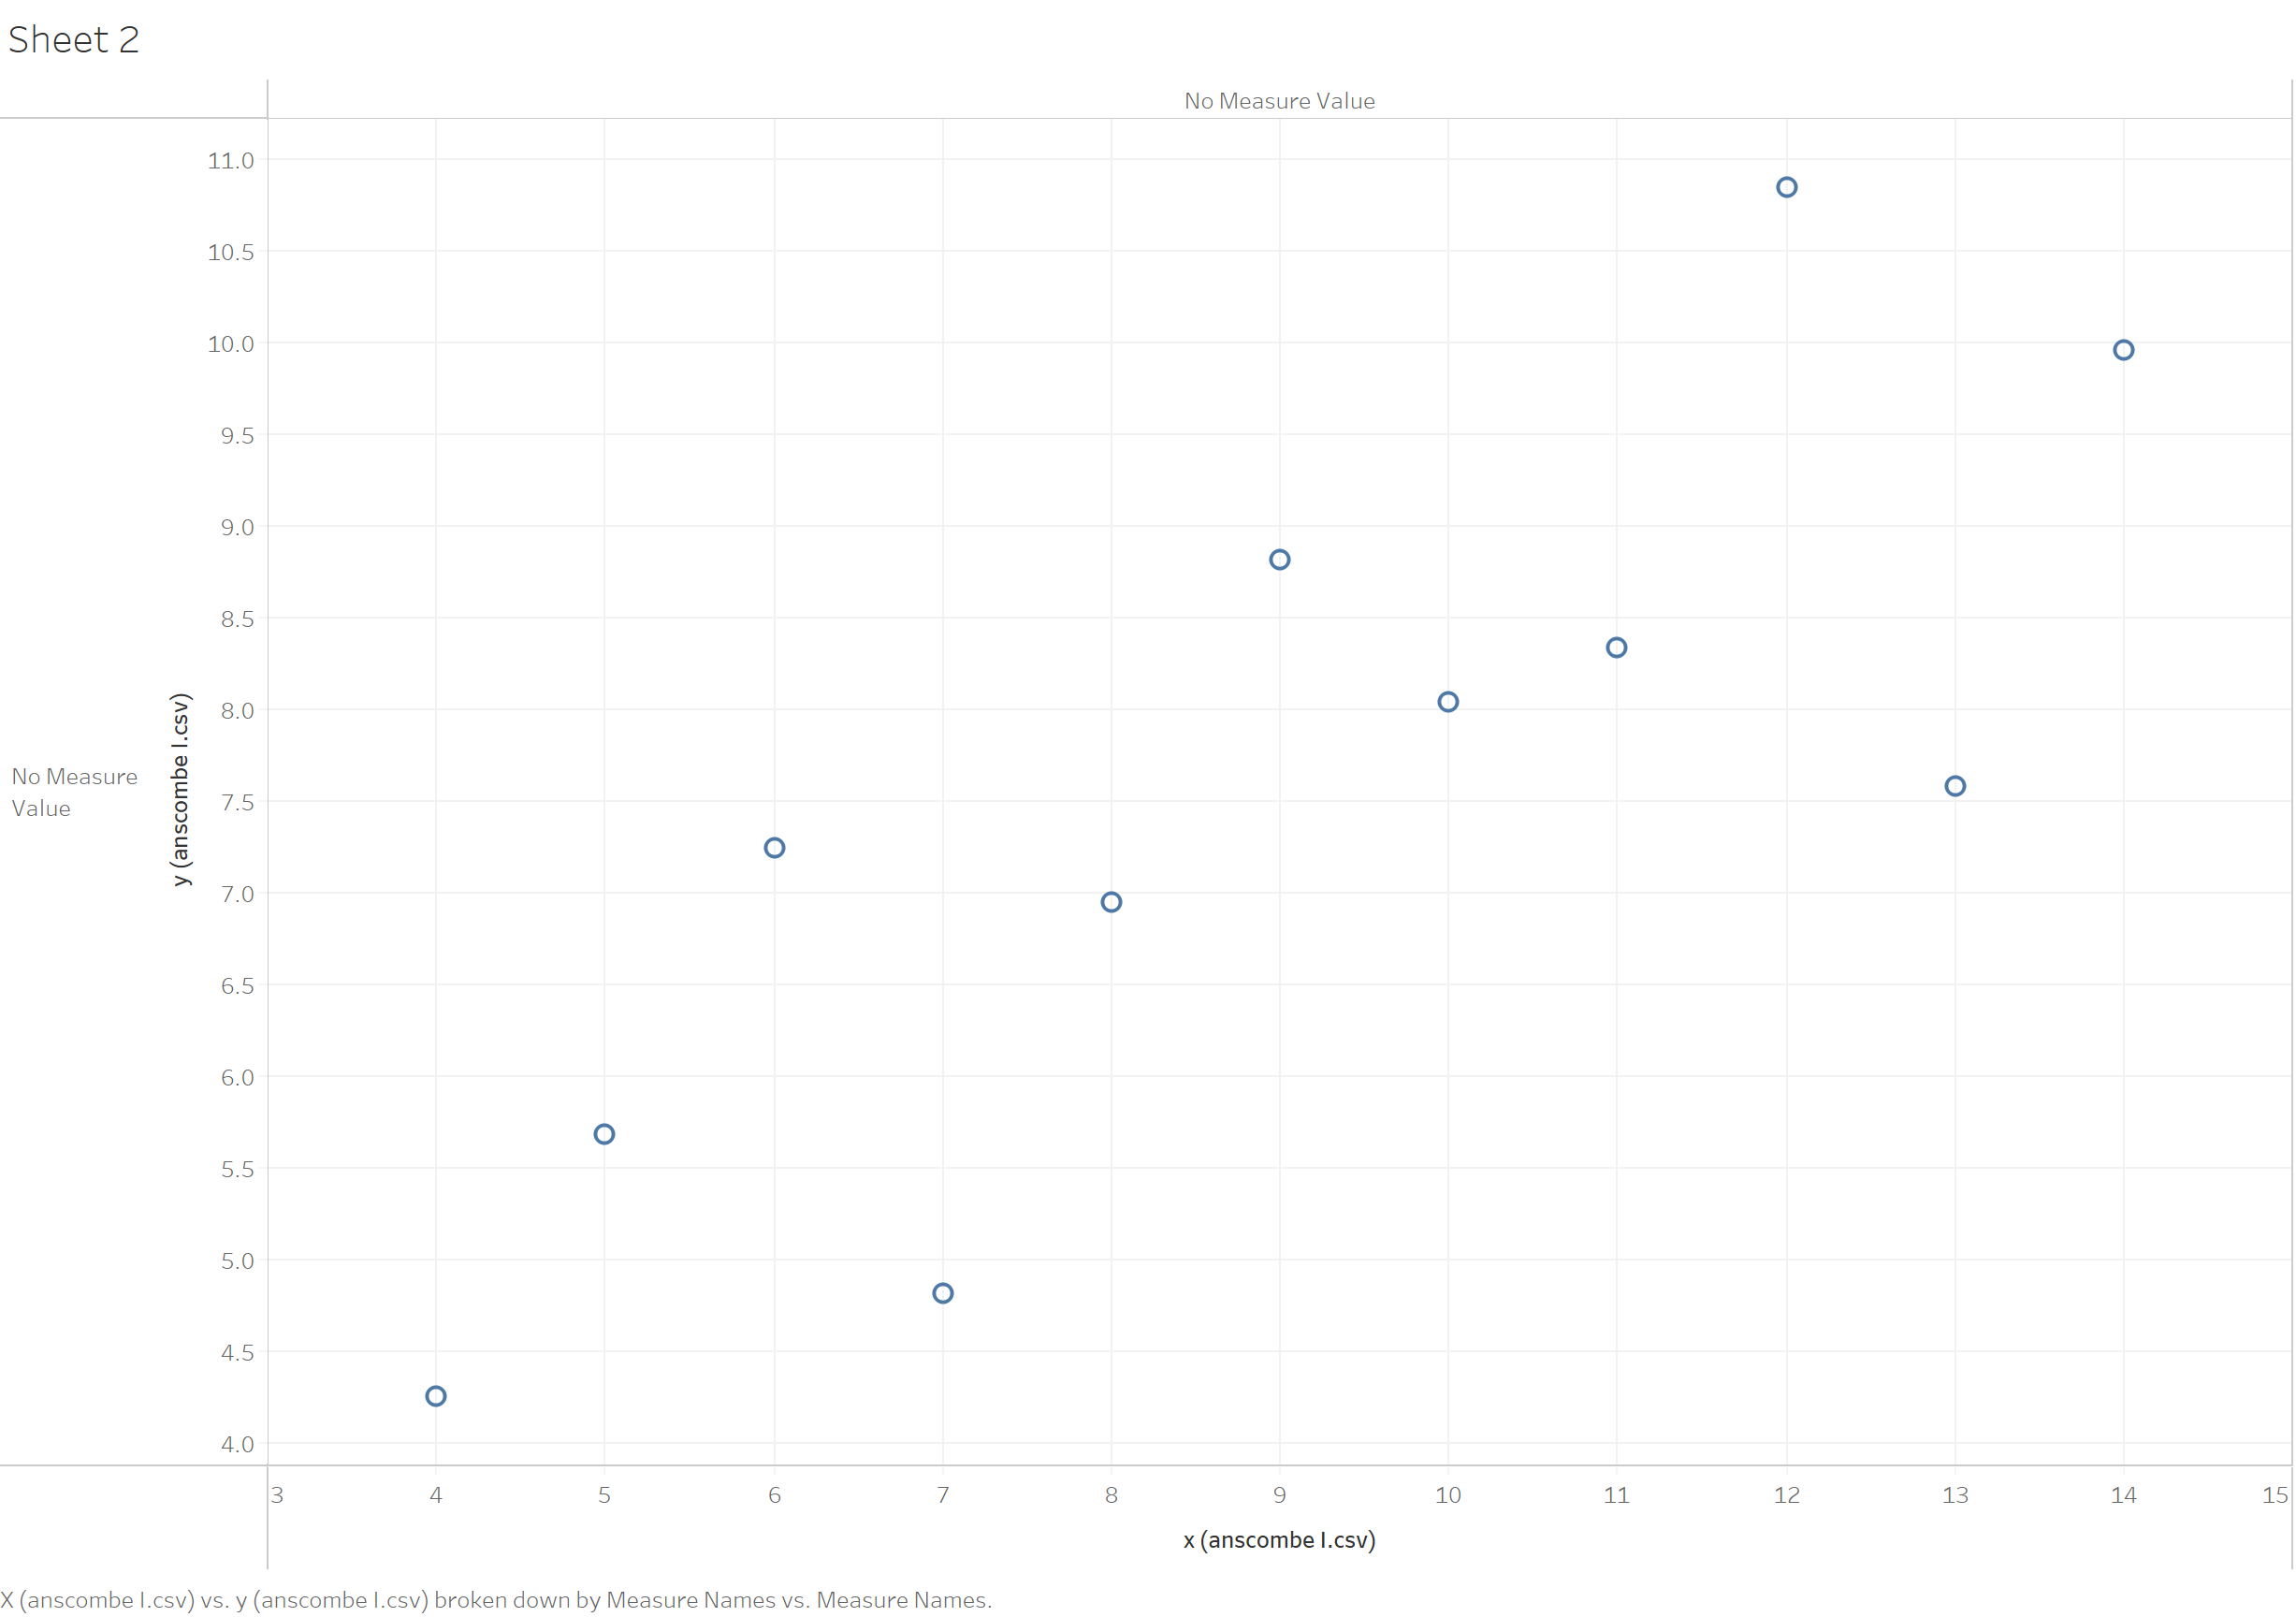 Sheet 2
No Measure Value
11.0
10.5
10.0
9.5
9.0
8.5
8.0
7.5
7.0
6.5
6.0
5.5
5.0
4.5
4.0
No Measure
Value
y (anscombe I.csv)
3 4 5 6 7 8 9 10 11 12 13 14 15
x (anscombe I.csv)
X (anscombe I.csv) vs. y (anscombe I.csv) broken down by Measure Names vs. Measure Names.